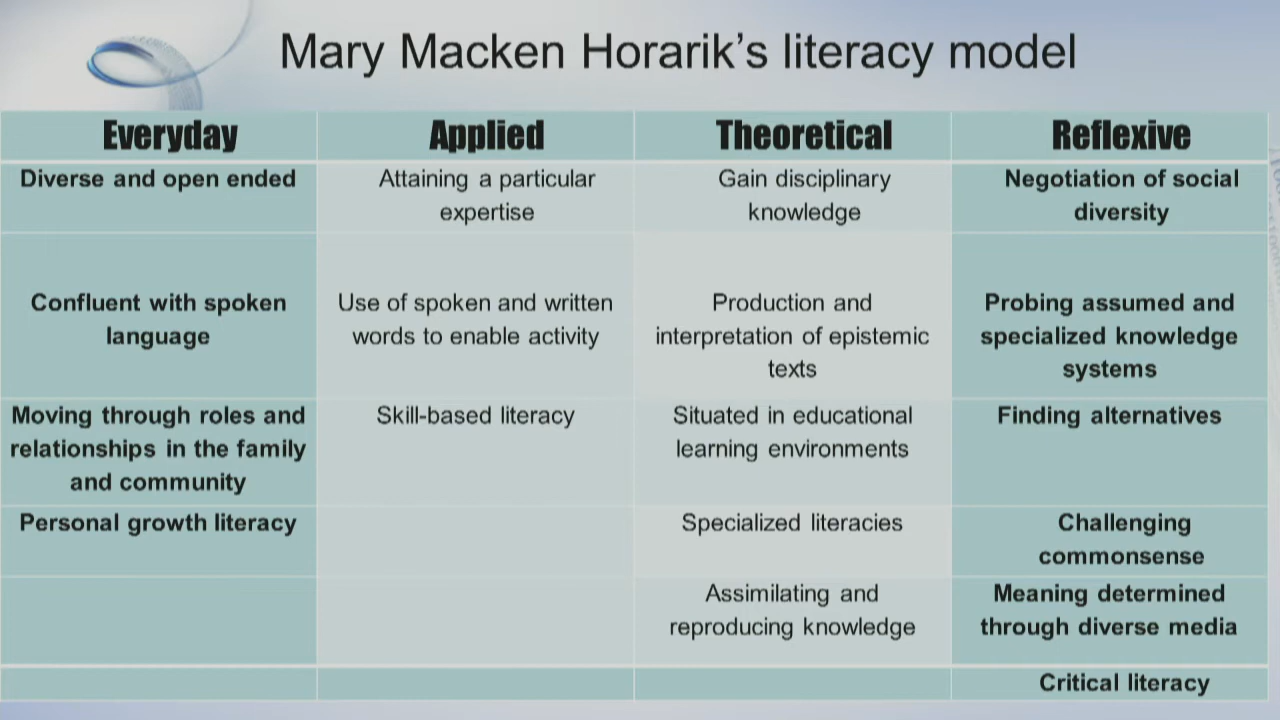 Mary Macken Horarik’s literacy model
Everyday Applied Theoretical Reflexive
Diverse and open ended
Attaining a particular
expertise
Gain disciplinary
knowledge
Negotiation of social
diversity
Confluent with spoken
language
Use of spoken and written
words to enable activity
Production and
interpretation of epistemic
texts
Probing assumed and
specialized knowledge
systems
Moving through roles and
relationships in the family
and community
Skill-based literacy
Situated in educational
learning environments
Finding alternatives
Personal growth literacy
Specialized literacies
Challenging
commonsense
Assimilating and
reproducing knowledge
Meaning determined
through diverse media
Critical literacy